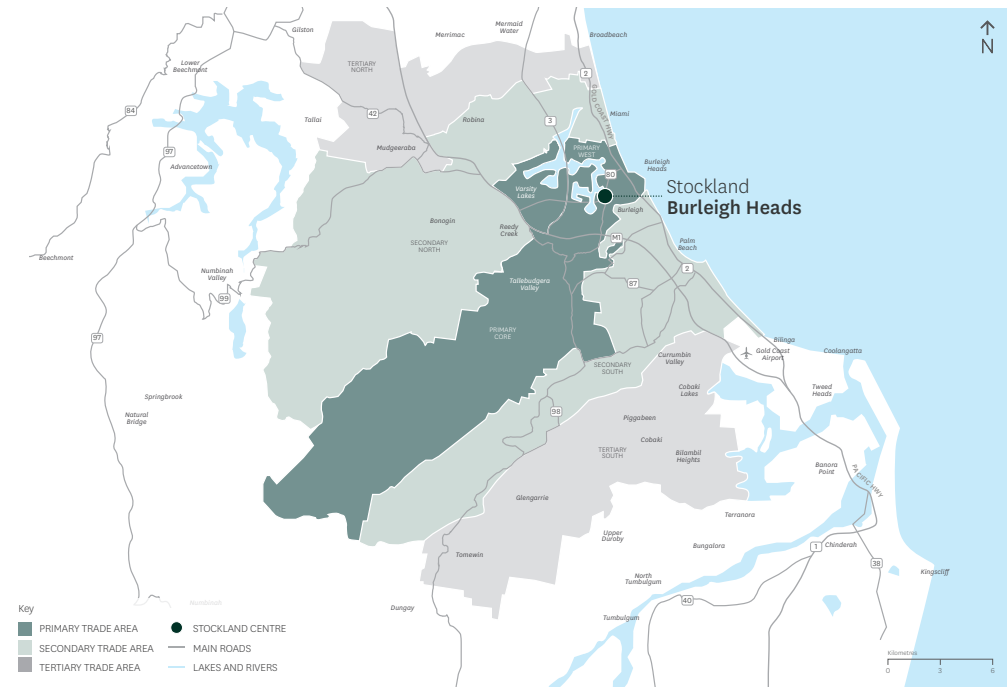 Gilston
Merrimac
Mermaid
Water
Broadbeach
N
Lower
Beechmont
TERTIARY
NORTH
2
GOLD COAST HWY
84
42
3
Miami
Tallai
Robina
97
Mudgeeraba
PRIMARY
WEST
Advancetown
Burleigh
Heads
80
Varsity
Lakes
Stockland
Burleigh Heads
Burleigh
Bonogin
Reedy
Creek
SECONDARY
NORTH
M1
Palm
Beach
Beechmont
Numbinah
Valley
2
Tallebudgera
Valley
87
99
97
PRIMARY
CORE
Bilinga
Gold Coast
Airport
Coolangatta
Currumbin
Valley
SECONDARY
SOUTH
Cobaki
Lakes
Tweed
Heads
Springbrook
Natural
Bridge
98
Piggabeen
Cobaki
TERTIARY
SOUTH
Bilambil
Heights
Banora
Point
PACIFIC HWY
Glengarrie
Terranora
Upper
Duroby
Bungalora
1
Chinderah
Tomewin
38
Kingscliff
North
Tumbulgum
40
Numbinah
Dungay
Tumbulgum
Key
PRIMARY TRADE AREA
STOCKLAND CENTRE
SECONDARY TRADE AREA
MAIN ROADS
TERTIARY TRADE AREA
LAKES AND RIVERS
Kilometres
0 3 6